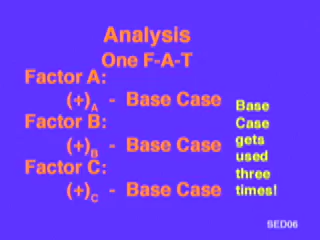 Analysis
One F-A-T
Factor A:
(+)A - Base Case
Factor B:
(+)B - Base Case
Factor C:
(+)C - Base Case
Base
Case
gets
used
three
times!
SED06